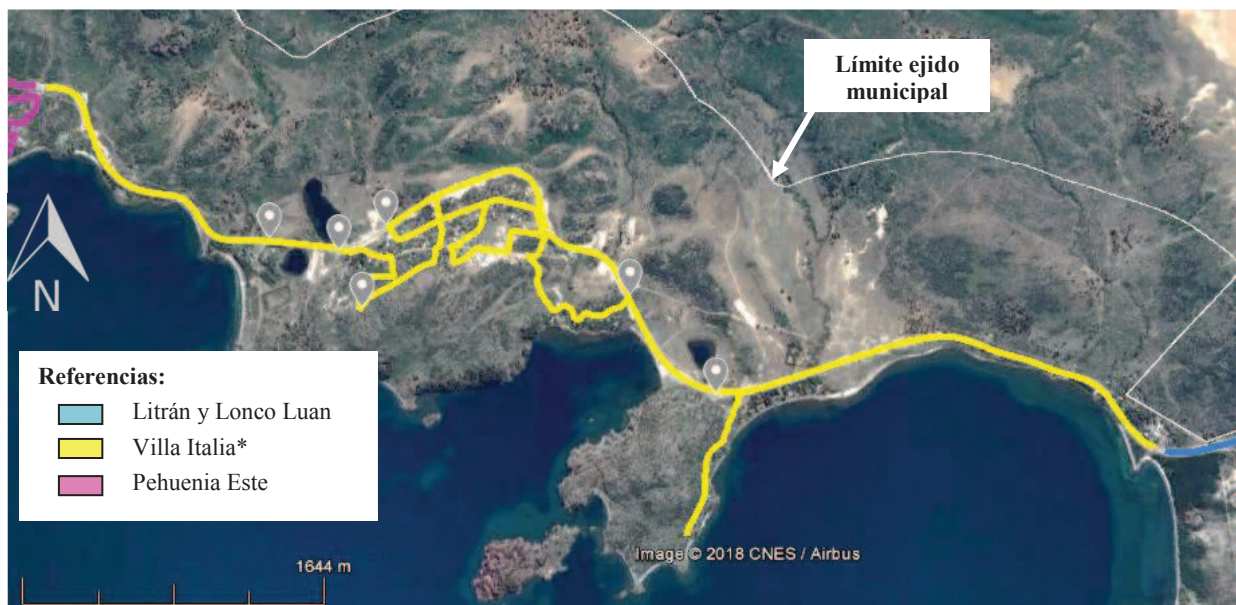 Límite ejido
municipal
N
Referencias:
Litrán y Lonco Luan
Villa Italia*
Pehuenia Este
Image © 2018 CNES / Airbus
1644 m